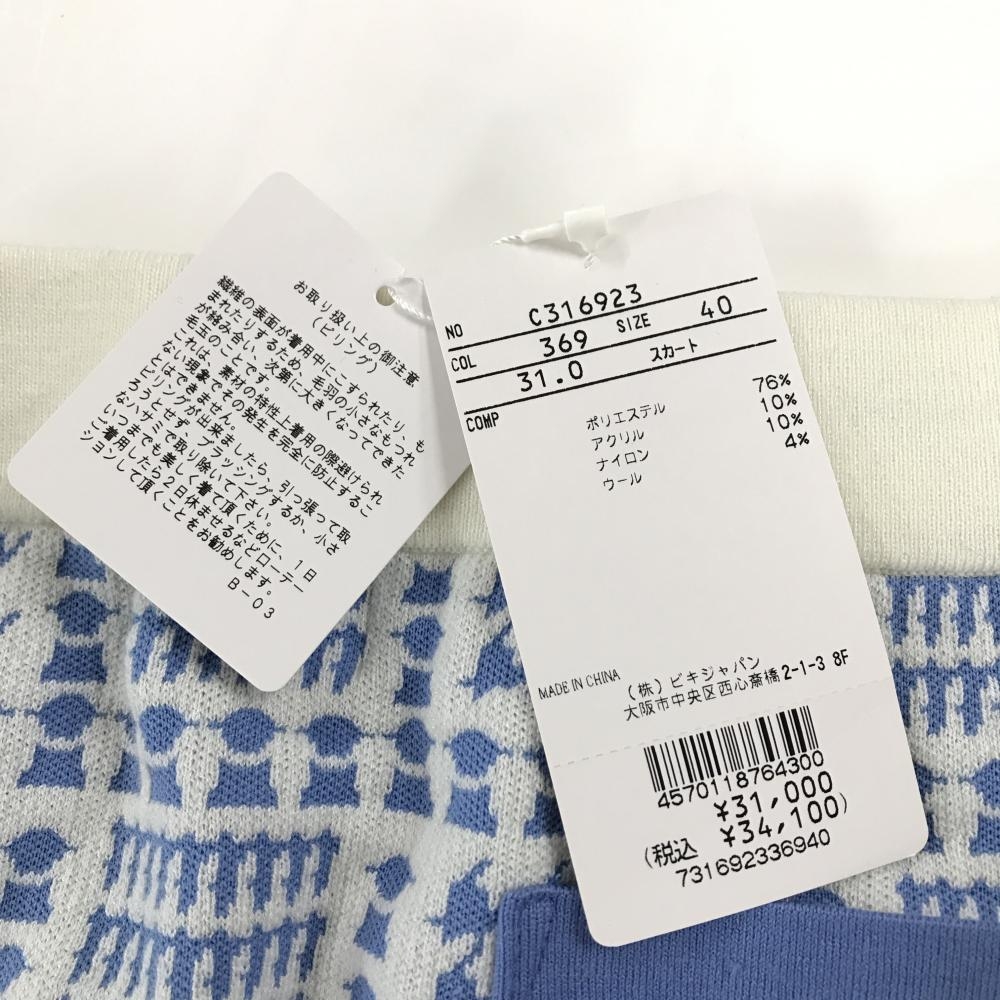 お取り扱い上の御注意
(ピリング)
繊維の表面が着用中にこすられたり、も
まれたりするため、毛羽の小さなもつれ
が絡み合い、次第に大きくなってできた
毛玉のことです。
これは、素材の特性上着用の際避けられ
ない現象でその発生を完全に防止するこ
とはできません。
ピリングが出来ましたら、引っ張って取
ろうとせず、ブラッシングするか、小さ
なハサミで取り除いて下さい。
いつまでも美しく着て頂くために、1日
ご着用したら2日休ませるなどローテー
ションして頂くことをお勧めします。
B-03
NO C316923
COL 369 SIZE 40
31.0 スカート
COMP
ポリエステル 76%
アクリル 10%
ナイロン 10%
ウール 4%
MADE IN CHINA
(株)ビキジャパン
大阪市中央区西心斎橋2-1-3 8F
4570118764300
¥31,000
(税込 ¥34,100)
731692336940